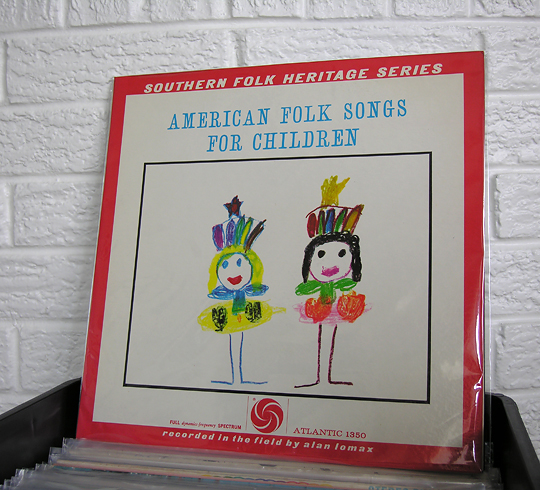 SOUTHERN FOLK HERITAGE SERIES
AMERICAN FOLK SONGS
FOR CHILDREN
FULL dynamics frequency SPECTRUM
ATLANTIC 1350
recorded in the field by alan lomax